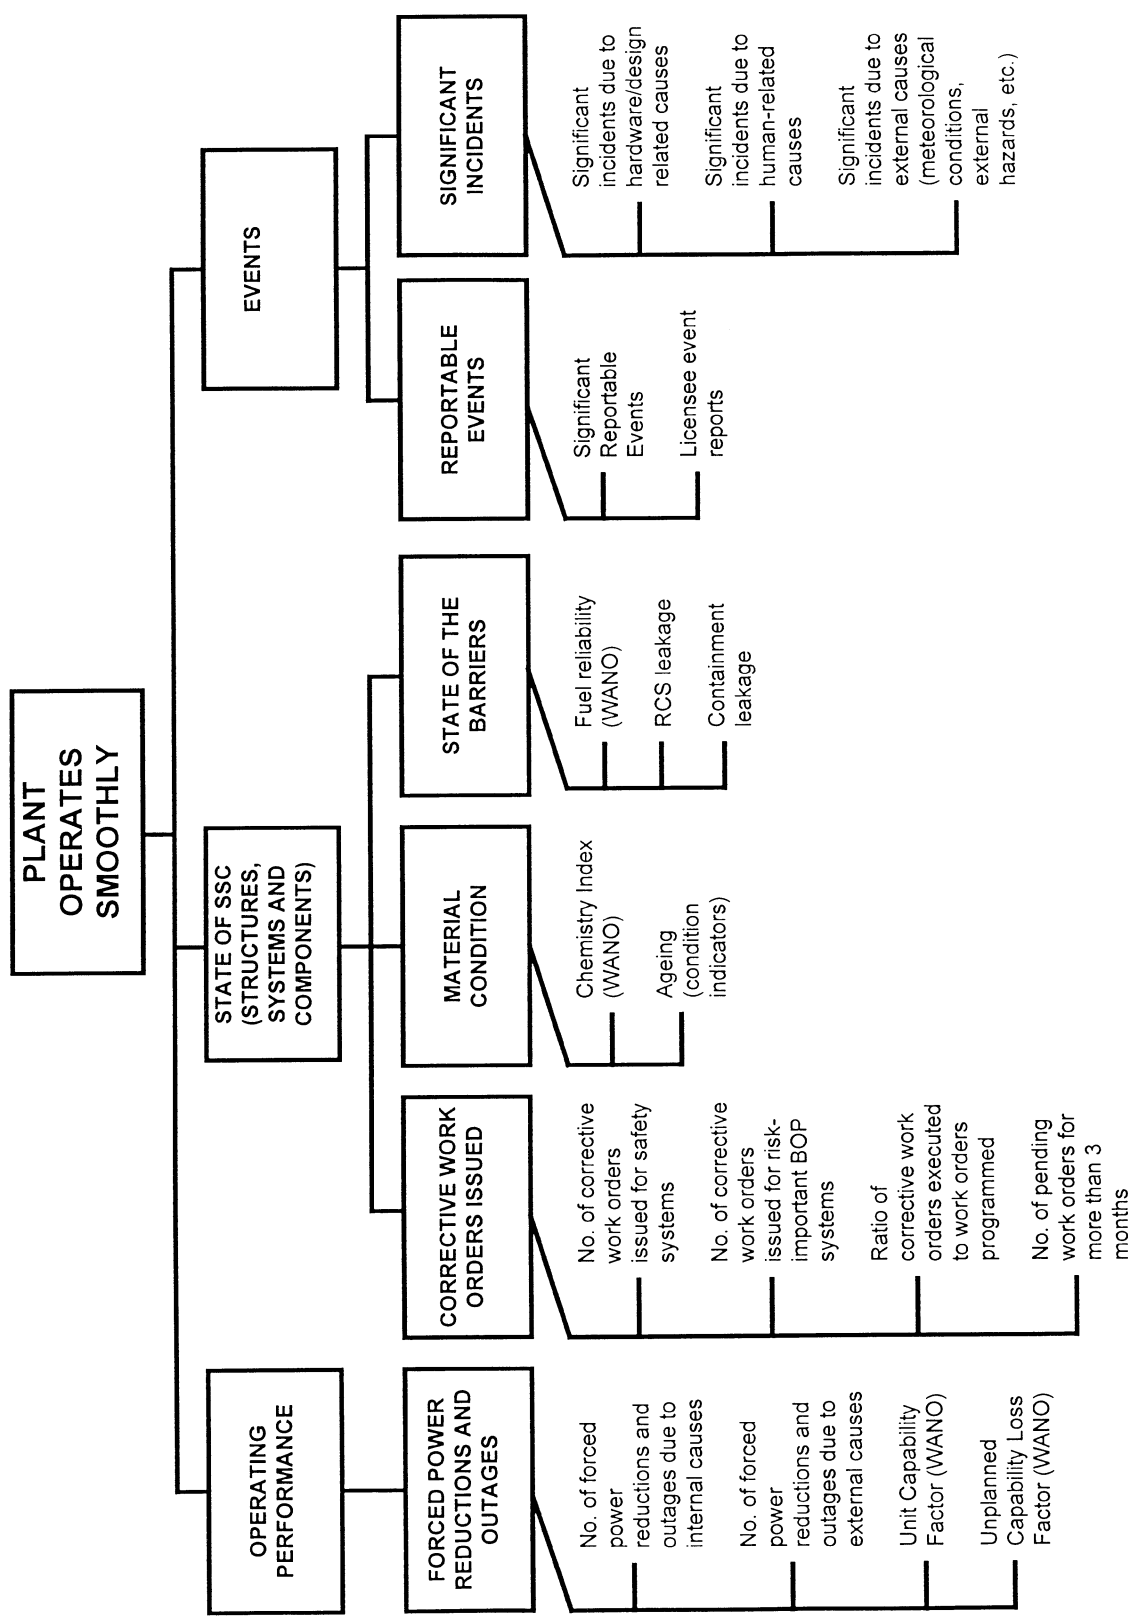 PLANT
OPERATES
SMOOTHLY
OPERATING
PERFORMANCE
STATE OF SSC
(STRUCTURES,
SYSTEMS AND
COMPONENTS)
EVENTS
FORCED POWER
REDUCTIONS AND
OUTAGES
CORRECTIVE WORK
ORDERS ISSUED
MATERIAL
CONDITION
STATE OF THE
BARRIERS
REPORTABLE
EVENTS
SIGNIFICANT
INCIDENTS
No. of forced
power
reductions and
outages due to
internal causes
No. of forced
power
reductions and
outages due to
external causes
Unit Capability
Factor (WANO)
Unplanned
Capability Loss
Factor (WANO)
No. of corrective
work orders
issued for safety
systems
No. of corrective
work orders
issued for risk-
important BOP
systems
Ratio of
corrective work
orders executed
to work orders
programmed
No. of pending
work orders for
more than 3
months
Chemistry Index
(WANO)
Ageing
(condition
indicators)
Fuel reliability
(WANO)
RCS leakage
Containment
leakage
Significant
Reportable
Events
Licensee event
reports
Significant
incidents due to
hardware/design
related causes
Significant
incidents due to
human-related
causes
Significant
incidents due to
external causes
(meteorological
conditions,
external
hazards, etc.)